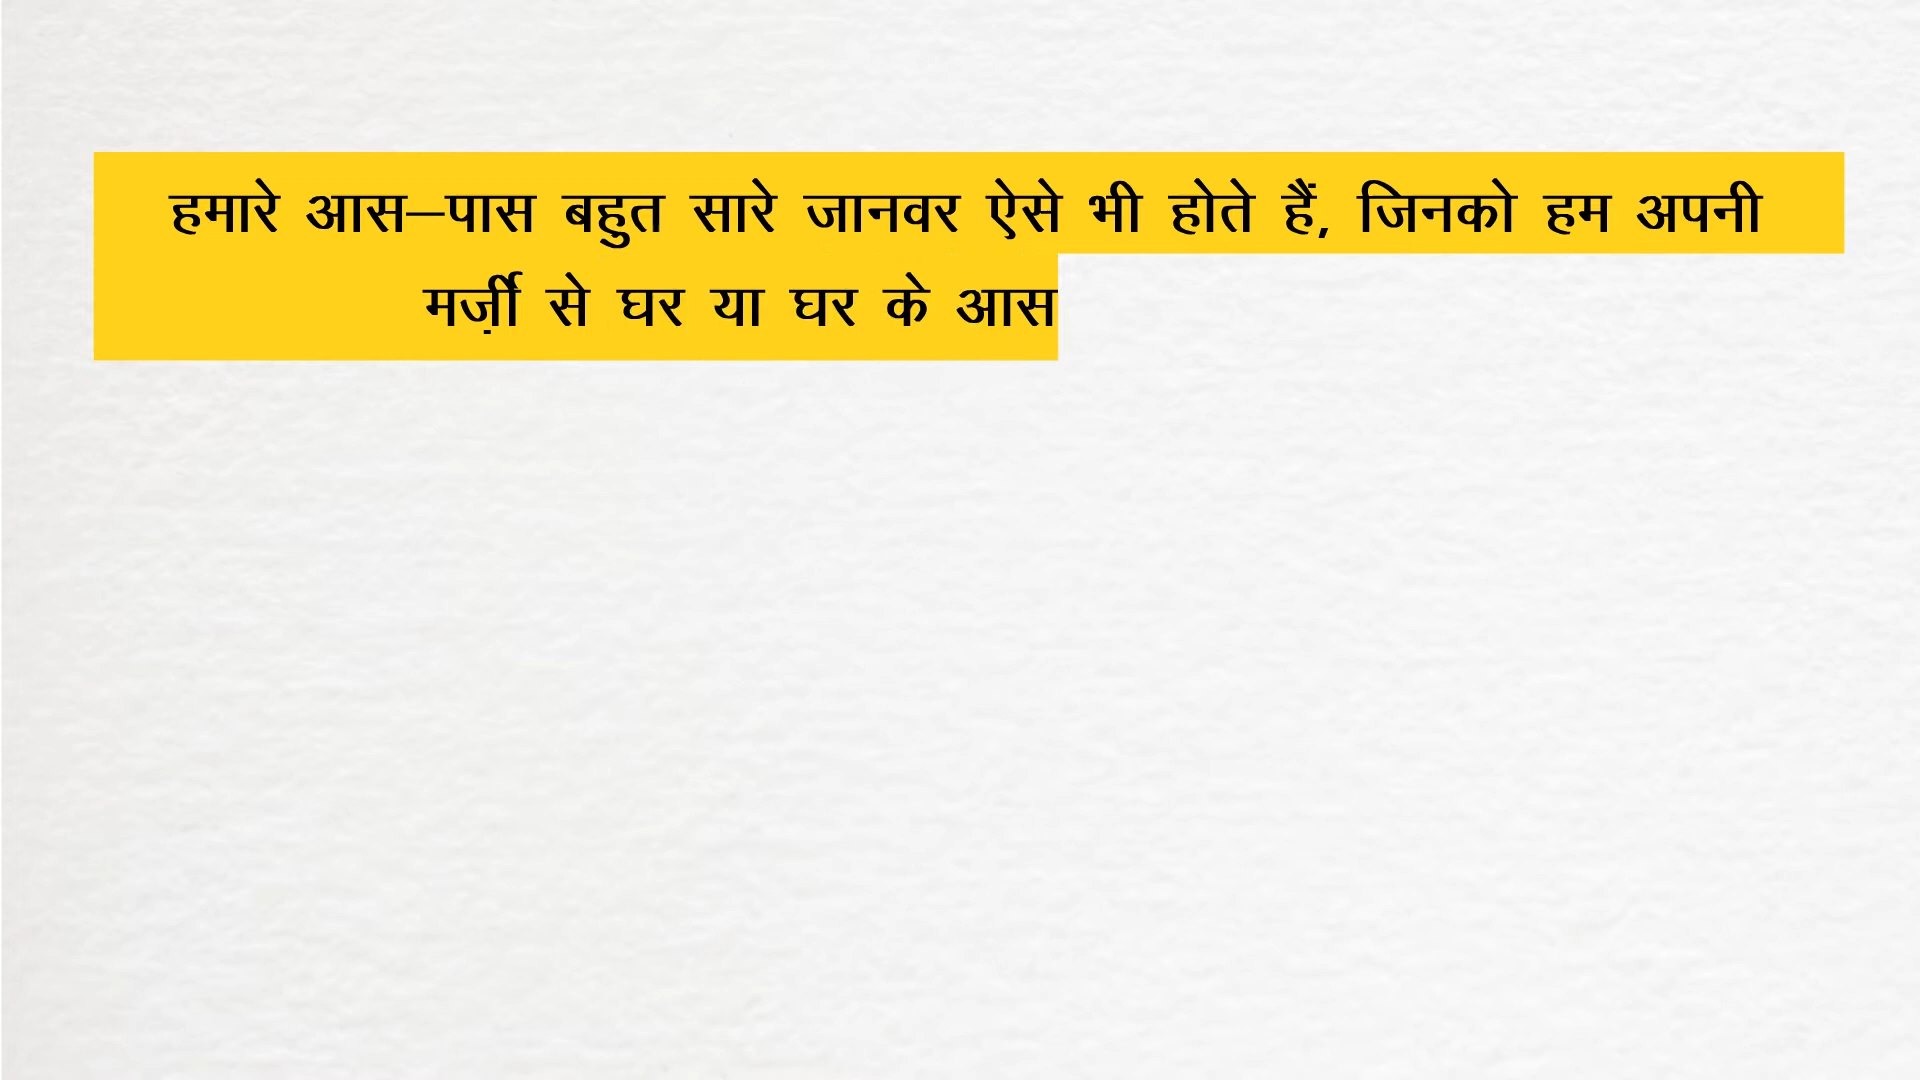 हमारे आस–पास बहुत सारे जानवर ऐसे भी होते हैं, जिनको हम अपनी
मर्ज़ी से घर या घर के आस